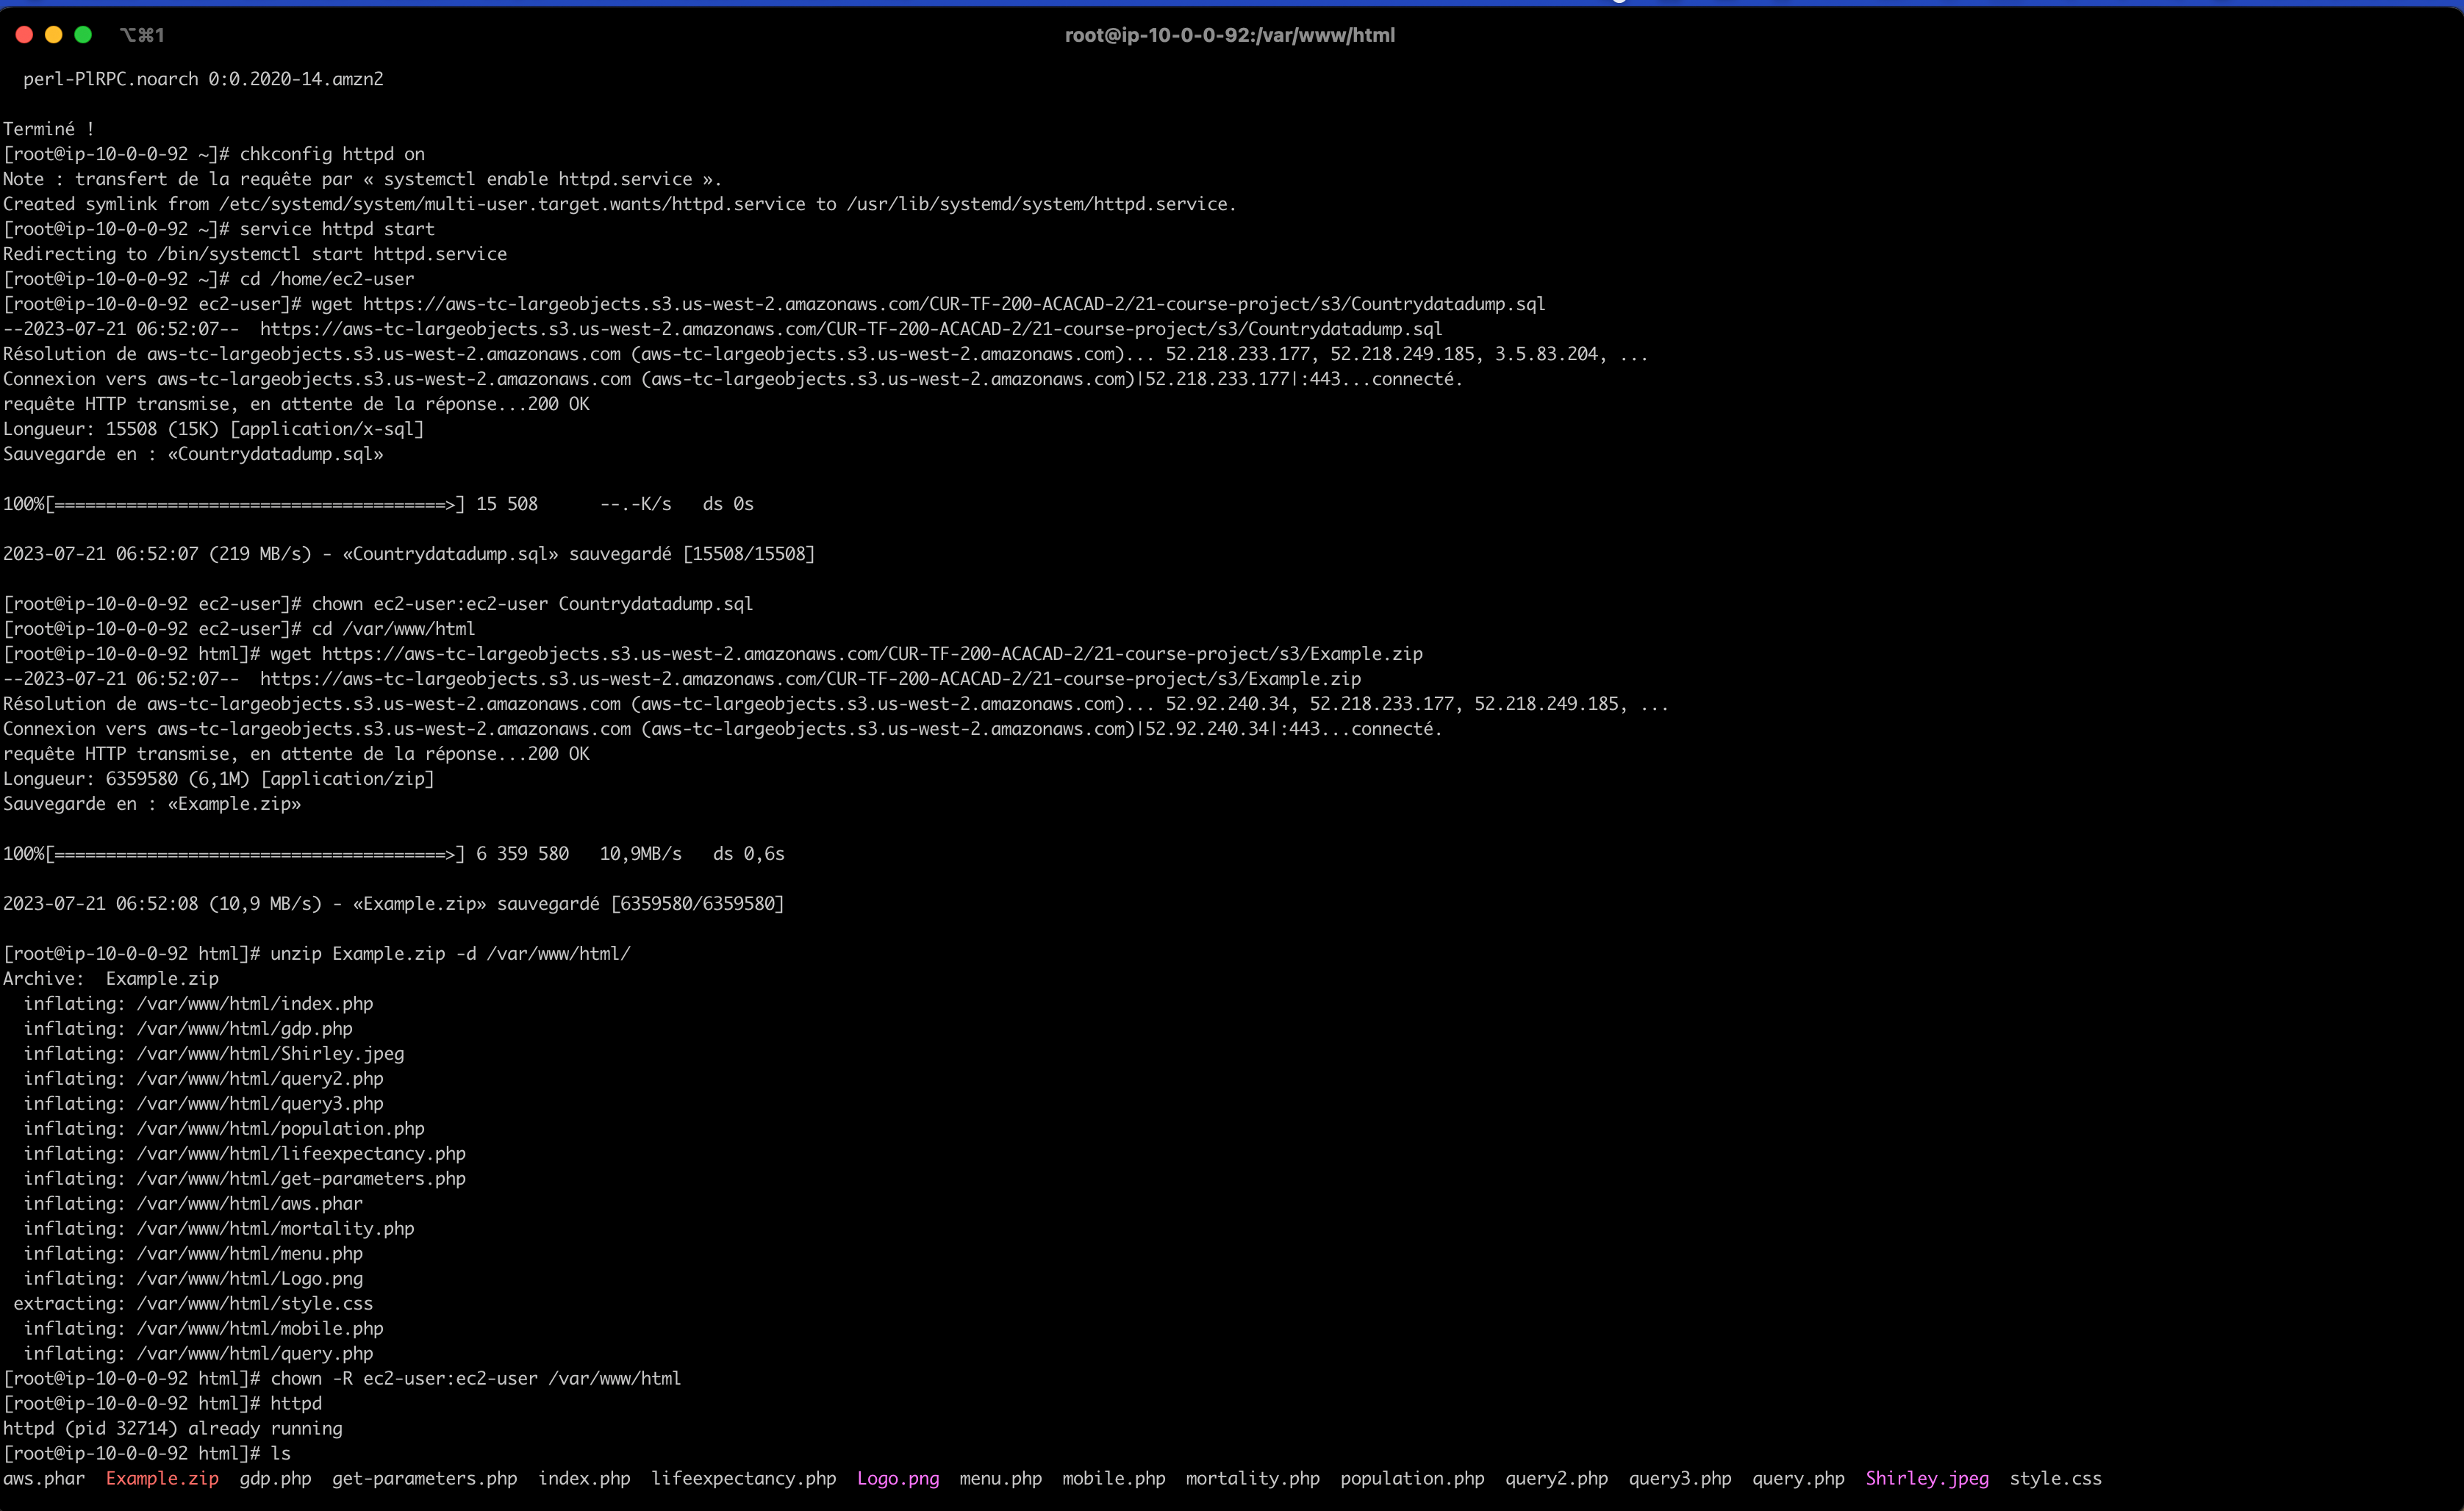 ⌥⌘1
root@ip-10-0-0-92:/var/www/html
perl-PlRPC.noarch 0:0.2020-14.amzn2
Terminé !
[root@ip-10-0-0-92 ~]# chkconfig httpd on
Note : transfert de la requête par « systemctl enable httpd.service ».
Created symlink from /etc/systemd/system/multi-user.target.wants/httpd.service to /usr/lib/systemd/system/httpd.service.
[root@ip-10-0-0-92 ~]# service httpd start
Redirecting to /bin/systemctl start httpd.service
[root@ip-10-0-0-92 ~]# cd /home/ec2-user
[root@ip-10-0-0-92 ec2-user]# wget https://aws-tc-largeobjects.s3.us-west-2.amazonaws.com/CUR-TF-200-ACACAD-2/21-course-project/s3/Countrydatadump.sql
--2023-07-21 06:52:07--  https://aws-tc-largeobjects.s3.us-west-2.amazonaws.com/CUR-TF-200-ACACAD-2/21-course-project/s3/Countrydatadump.sql
Résolution de aws-tc-largeobjects.s3.us-west-2.amazonaws.com (aws-tc-largeobjects.s3.us-west-2.amazonaws.com)... 52.218.233.177, 52.218.249.185, 3.5.83.204, ...
Connexion vers aws-tc-largeobjects.s3.us-west-2.amazonaws.com (aws-tc-largeobjects.s3.us-west-2.amazonaws.com)|52.218.233.177|:443...connecté.
requête HTTP transmise, en attente de la réponse...200 OK
Longueur: 15508 (15K) [application/x-sql]
Sauvegarde en : «Countrydatadump.sql»
100%[======================================>] 15 508      --.-K/s   ds 0s
2023-07-21 06:52:07 (219 MB/s) - «Countrydatadump.sql» sauvegardé [15508/15508]
[root@ip-10-0-0-92 ec2-user]# chown ec2-user:ec2-user Countrydatadump.sql
[root@ip-10-0-0-92 ec2-user]# cd /var/www/html
[root@ip-10-0-0-92 html]# wget https://aws-tc-largeobjects.s3.us-west-2.amazonaws.com/CUR-TF-200-ACACAD-2/21-course-project/s3/Example.zip
--2023-07-21 06:52:07--  https://aws-tc-largeobjects.s3.us-west-2.amazonaws.com/CUR-TF-200-ACACAD-2/21-course-project/s3/Example.zip
Résolution de aws-tc-largeobjects.s3.us-west-2.amazonaws.com (aws-tc-largeobjects.s3.us-west-2.amazonaws.com)... 52.92.240.34, 52.218.233.177, 52.218.249.185, ...
Connexion vers aws-tc-largeobjects.s3.us-west-2.amazonaws.com (aws-tc-largeobjects.s3.us-west-2.amazonaws.com)|52.92.240.34|:443...connecté.
requête HTTP transmise, en attente de la réponse...200 OK
Longueur: 6359580 (6,1M) [application/zip]
Sauvegarde en : «Example.zip»
100%[======================================>] 6 359 580   10,9MB/s   ds 0,6s
2023-07-21 06:52:08 (10,9 MB/s) - «Example.zip» sauvegardé [6359580/6359580]
[root@ip-10-0-0-92 html]# unzip Example.zip -d /var/www/html/
Archive:  Example.zip
inflating: /var/www/html/index.php
inflating: /var/www/html/gdp.php
inflating: /var/www/html/Shirley.jpeg
inflating: /var/www/html/query2.php
inflating: /var/www/html/query3.php
inflating: /var/www/html/population.php
inflating: /var/www/html/lifeexpectancy.php
inflating: /var/www/html/get-parameters.php
inflating: /var/www/html/aws.phar
inflating: /var/www/html/mortality.php
inflating: /var/www/html/menu.php
inflating: /var/www/html/Logo.png
extracting: /var/www/html/style.css
inflating: /var/www/html/mobile.php
inflating: /var/www/html/query.php
[root@ip-10-0-0-92 html]# chown -R ec2-user:ec2-user /var/www/html
[root@ip-10-0-0-92 html]# httpd
httpd (pid 32714) already running
[root@ip-10-0-0-92 html]# ls
aws.phar  Example.zip  gdp.php  get-parameters.php  index.php  lifeexpectancy.php  Logo.png  menu.php  mobile.php  mortality.php  population.php  query2.php  query3.php  query.php  Shirley.jpeg  style.css